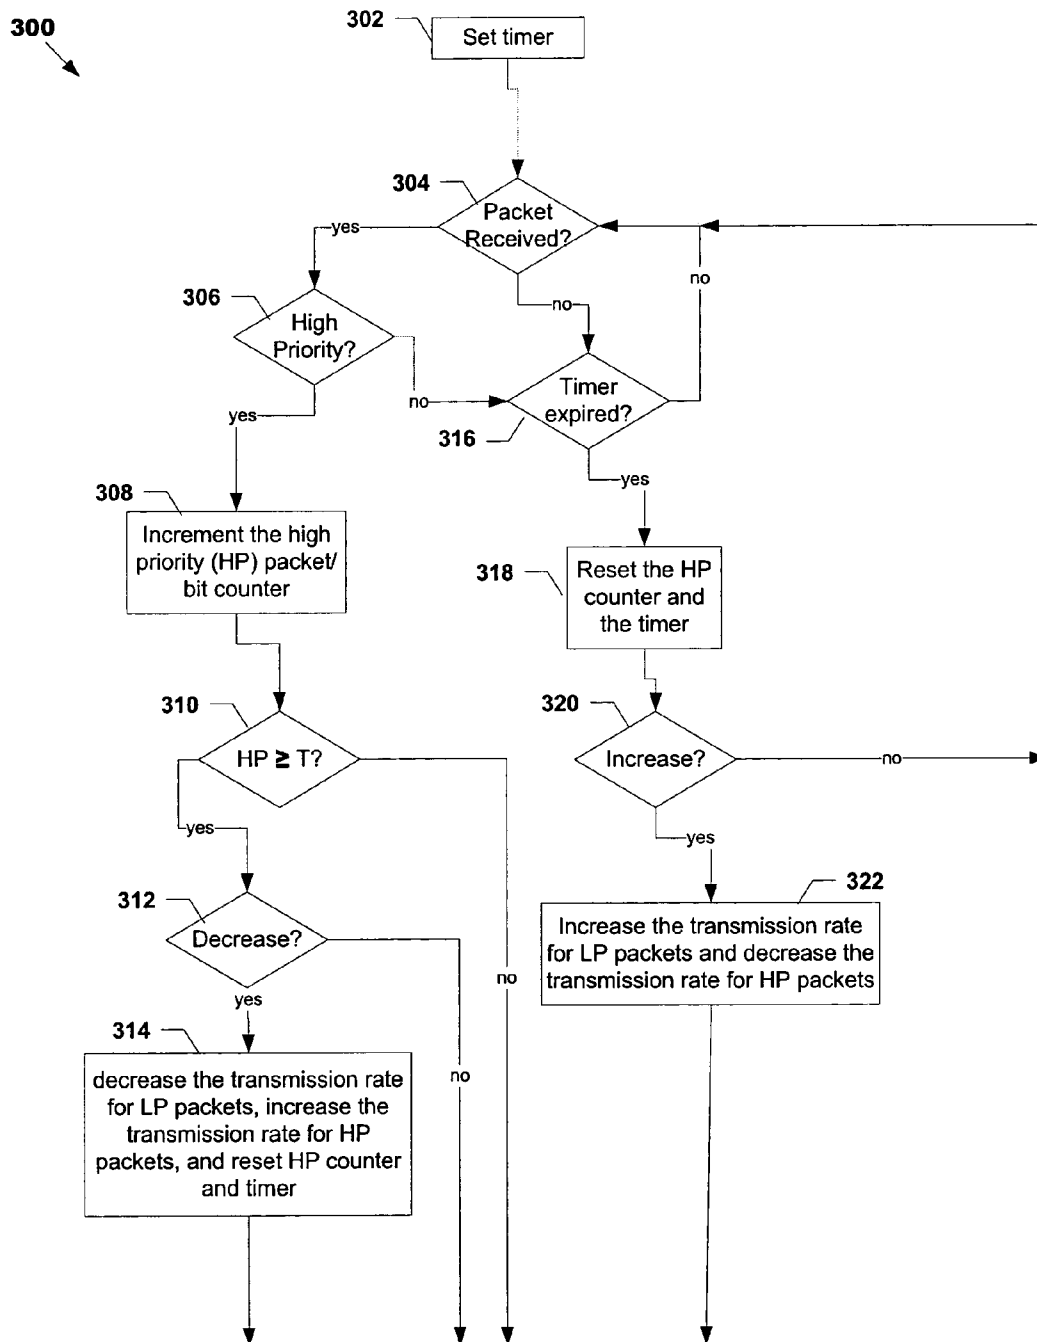 300
302
Set timer
304
Packet
Received?
yes
no
no
306
High
Priority?
no
yes
Timer
expired?
316
yes
308
Increment the high
priority (HP) packet/
bit counter
318
Reset the HP
counter and
the timer
310
HP ≥ T?
320
Increase?
no
yes
yes
312
Decrease?
no
yes
322
Increase the transmission rate
for LP packets and decrease the
transmission rate for HP packets
314
decrease the transmission rate
for LP packets, increase the
transmission rate for HP
packets, and reset HP counter
and timer
no